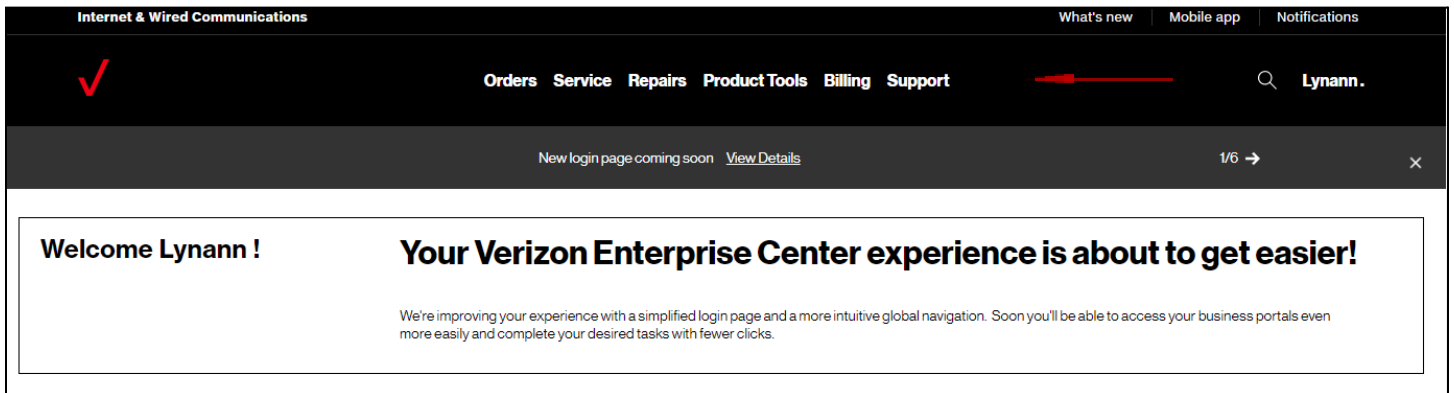 Internet & Wired Communications
What's new
Mobile app
Notifications
Orders Service Repairs Product Tools Billing Support
Lynann.
New login page coming soon View Details
1/6
Welcome Lynann !
Your Verizon Enterprise Center experience is about to get easier!
We're improving your experience with a simplified login page and a more intuitive global navigation. Soon you'll be able to access your business portals even
more easily and complete your desired tasks with fewer clicks.